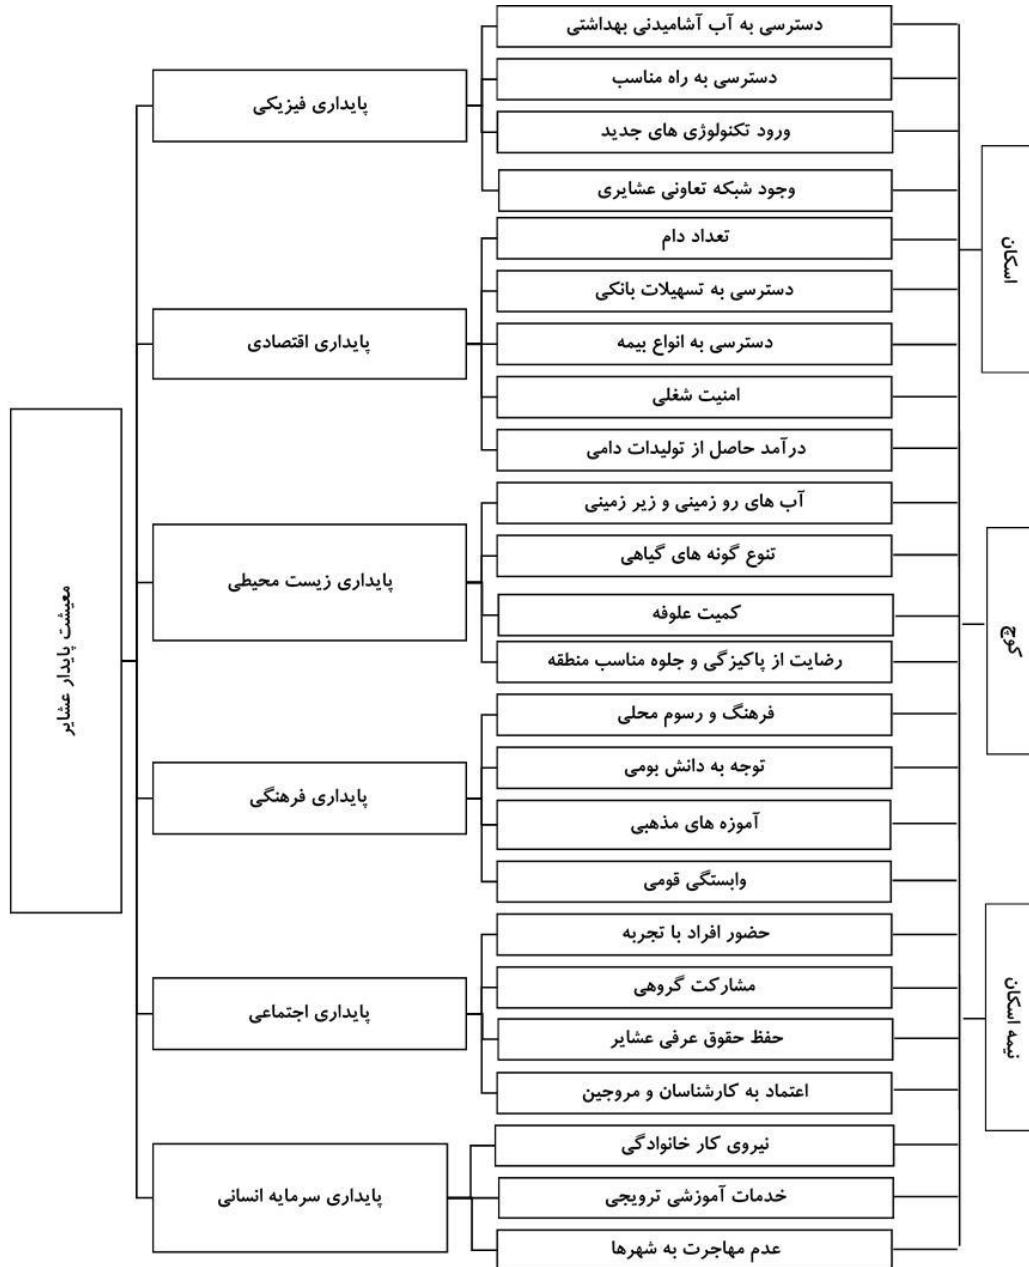 دسترسی به آب آشامیدنی بهداشتی
دسترسی به راه مناسب
پایداری فیزیکی
ورود تکنولوژی های جدید
وجود شبکه تعاونی عشایری
اسکان
تعداد دام
دسترسی به تسهیلات بانکی
پایداری اقتصادی
دسترسی به انواع بیمه
امنیت شغلی
درآمد حاصل از تولیدات دامی
آب های رو زمینی و زیر زمینی
تنوع گونه های گیاهی
پایداری زیست محیطی
کمیت علوفه
کوچ
رضایت از پاکیزگی و جلوه مناسب منطقه
معیشت پایدار عشایر
فرهنگ و رسوم محلی
توجه به دانش بومی
پایداری فرهنگی
آموزه های مذهبی
وابستگی قومی
حضور افراد با تجربه
مشارکت گروهی
پایداری اجتماعی
نیمه اسکان
حفظ حقوق عرفی عشایر
اعتماد به کارشناسان و مروجین
نیروی کار خانوادگی
پایداری سرمایه انسانی
خدمات آموزشی ترویجی
عدم مهاجرت به شهرها